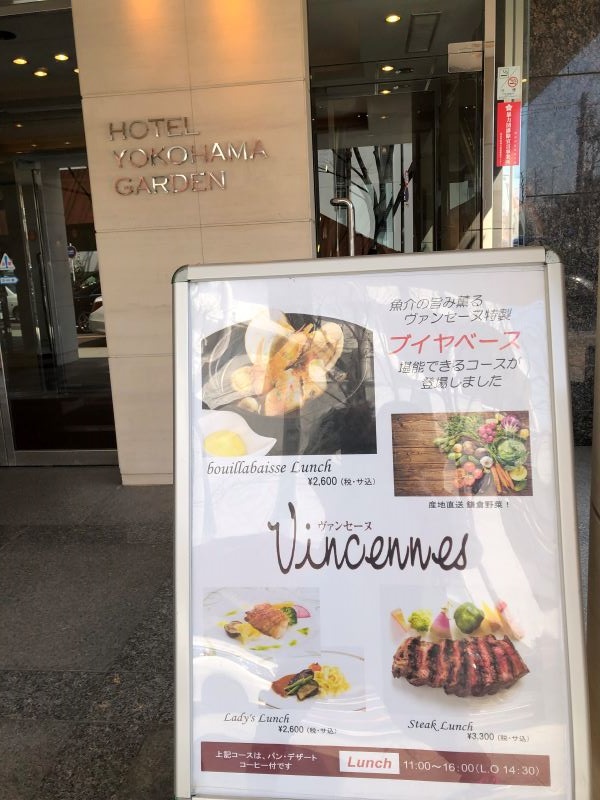 HOTEL
YOKOHAMA
GARDEN
魚介の旨み薫る
ヴァンセーヌ特製
ブイヤベース
堪能できるコースが
登場しました
bouillabaisse Lunch
¥2,600 (税・サ込)
産地直送 鎌倉野菜！
ヴァンセーヌ
Vincennes
Lady's Lunch
¥2,600 (税・サ込)
Steak Lunch
¥3,300 (税・サ込)
上記コースは、パン・デザート
コーヒー付です
Lunch 11:00～16:00(L.O 14:30)